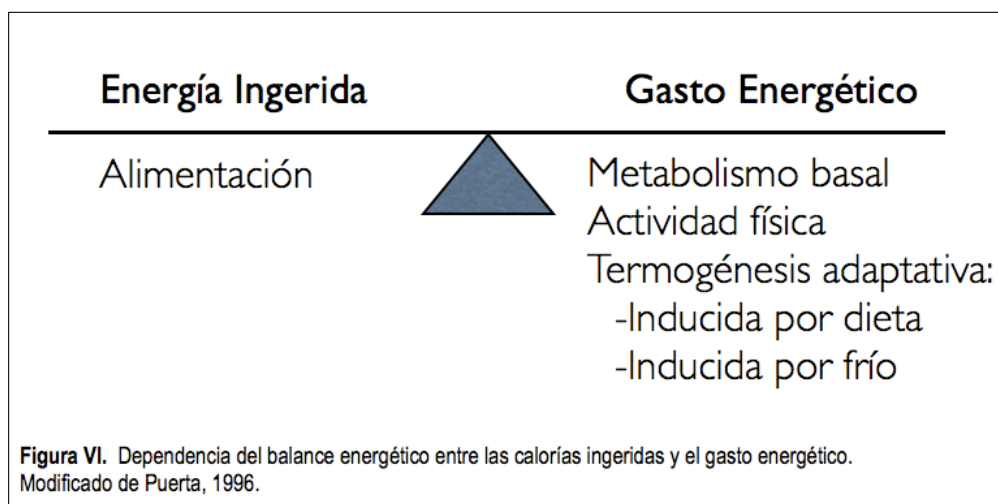 Energía Ingerida
Gasto Energético
Alimentación
Metabolismo basal
Actividad física
Termogénesis adaptativa:
-Inducida por dieta
-Inducida por frío
Figura VI. Dependencia del balance energético entre las calorías ingeridas y el gasto energético.
Modificado de Puerta, 1996.